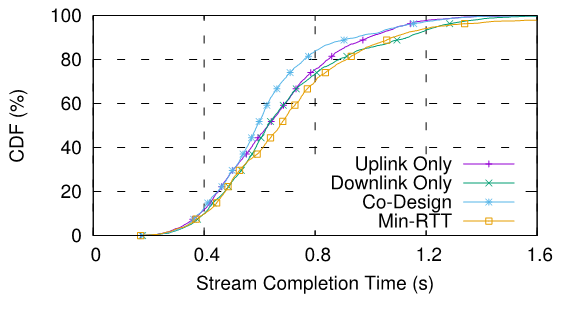 100
80
60
40
20
0
CDF (%)
Uplink Only
Downlink Only
Co-Design
Min-RTT
0 0.4 0.8 1.2 1.6
Stream Completion Time (s)